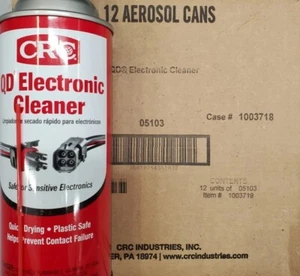 12 AEROSOL CANS
CRC
QD® Electronic Cleaner
QD® Electronic
Cleaner
Limpiador de secado rápido para electrónicos
05103
Case # 1003718
Safe for Sensitive Electronics
CONTENTS
12 units of 05103
Item # 1003719
Quick Drying • Plastic Safe
Helps Prevent Contact Failure
CRC INDUSTRIES, INC.
PA 18974 | www.crcindustries.com